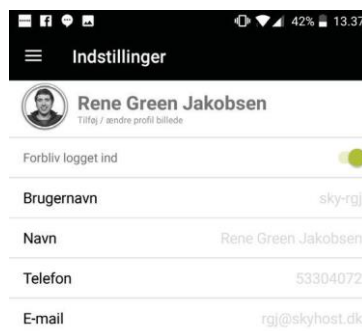 42% 13.37
Indstillinger
Rene Green Jakobsen
Tilføj / ændre profil billede
Forbliv logget ind
Brugernavn sky-rgj
Navn Rene Green Jakobsen
Telefon 53304072
E-mail rgj@skyhost.dk